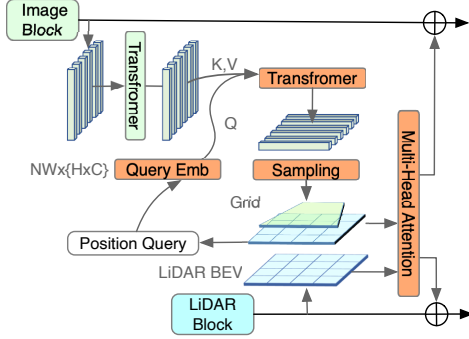 Image
Block
Transfromer
K,V
Transfromer
Q
NWx{HxC}
Query Emb
Sampling
Multi-Head Attention
Grid
Position Query
LiDAR BEV
LiDAR
Block